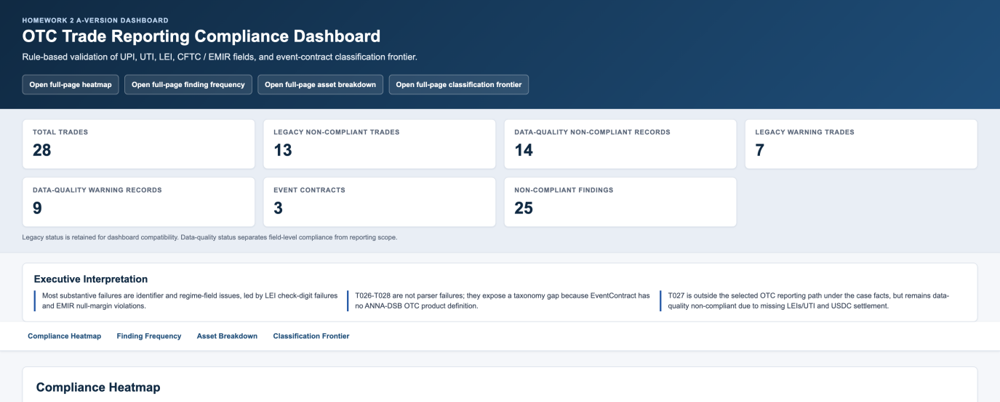 HOMEWORK 2 A-VERSION DASHBOARD
OTC Trade Reporting Compliance Dashboard
Rule-based validation of UPI, UTI, LEI, CFTC / EMIR fields, and event-contract classification frontier.
Open full-page heatmap
Open full-page finding frequency
Open full-page asset breakdown
Open full-page classification frontier
TOTAL TRADES
28
LEGACY NON-COMPLIANT TRADES
13
DATA-QUALITY NON-COMPLIANT RECORDS
14
LEGACY WARNING TRADES
7
DATA-QUALITY WARNING RECORDS
9
EVENT CONTRACTS
3
NON-COMPLIANT FINDINGS
25
Legacy status is retained for dashboard compatibility. Data-quality status separates field-level compliance from reporting scope.
Executive Interpretation
Most substantive failures are identifier and regime-field issues, led by LEI check-digit failures
and EMIR null-margin violations.
T026-T028 are not parser failures; they expose a taxonomy gap because EventContract has
no ANNA-DSB OTC product definition.
T027 is outside the selected OTC reporting path under the case facts, but remains data-
quality non-compliant due to missing LEIs/UTI and USDC settlement.
Compliance Heatmap
Finding Frequency
Asset Breakdown
Classification Frontier
Compliance Heatmap